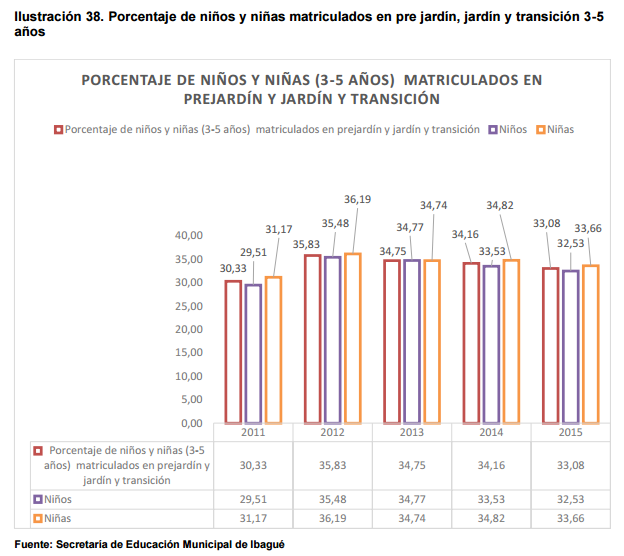 Ilustración 38. Porcentaje de niños y niñas matriculados en pre jardín, jardín y transición 3-5
años
PORCENTAJE DE NIÑOS Y NIÑAS (3-5 AÑOS) MATRICULADOS EN
PREJARDÍN Y JARDÍN Y TRANSICIÓN
Porcentaje de niños y niñas (3-5 años) matriculados en prejardín y jardín y transición Niños Niñas
36,19
35,48
35,83
31,17
29,51
30,33
34,74
34,77
34,75
34,82
34,16
33,53
33,08
32,53
33,66
40,00
35,00
30,00
25,00
20,00
15,00
10,00
5,00
0,00
2011 2012 2013 2014 2015
Porcentaje de niños y niñas (3-5
años) matriculados en prejardín y
jardín y transición
30,33 35,83 34,75 34,16 33,08
Niños 29,51 35,48 34,77 33,53 32,53
Niñas 31,17 36,19 34,74 34,82 33,66
Fuente: Secretaría de Educación Municipal de Ibagué